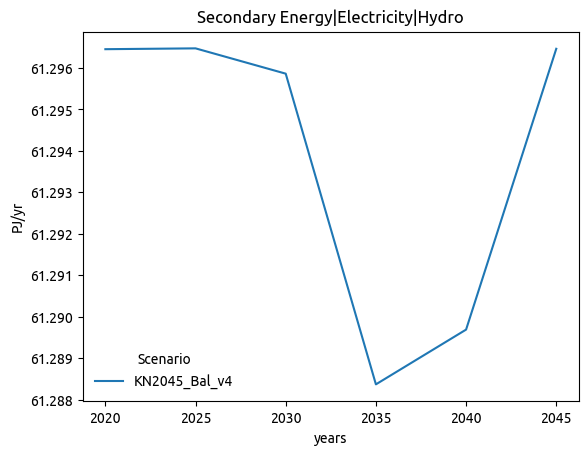 Secondary Energy|Electricity|Hydro
61.296
61.295
61.294
61.293
61.292
61.291
61.290
61.289
61.288
PJ/yr
Scenario
KN2045_Bal_v4
2020 2025 2030 2035 2040 2045
years